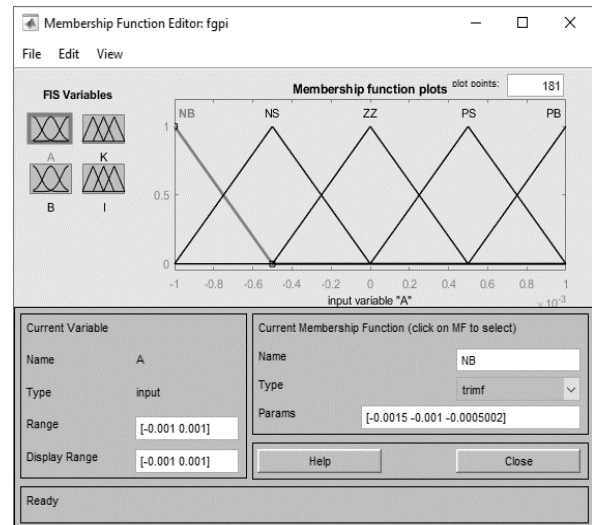 Membership Function Editor: fgpi
File Edit View
FIS Variables
A K
B I
Membership function plots plot points: 181
NB NS ZZ PS PB
1
0.5
0
-1 -0.8 -0.6 -0.4 -0.2 0 0.2 0.4 0.6 0.8 1
input variable "A" × 10-3
Current Variable
Name A
Type input
Range [-0.001 0.001]
Display Range [-0.001 0.001]
Current Membership Function (click on MF to select)
Name NB
Type trimf
Params [-0.0015 -0.001 -0.0005002]
Help Close
Ready